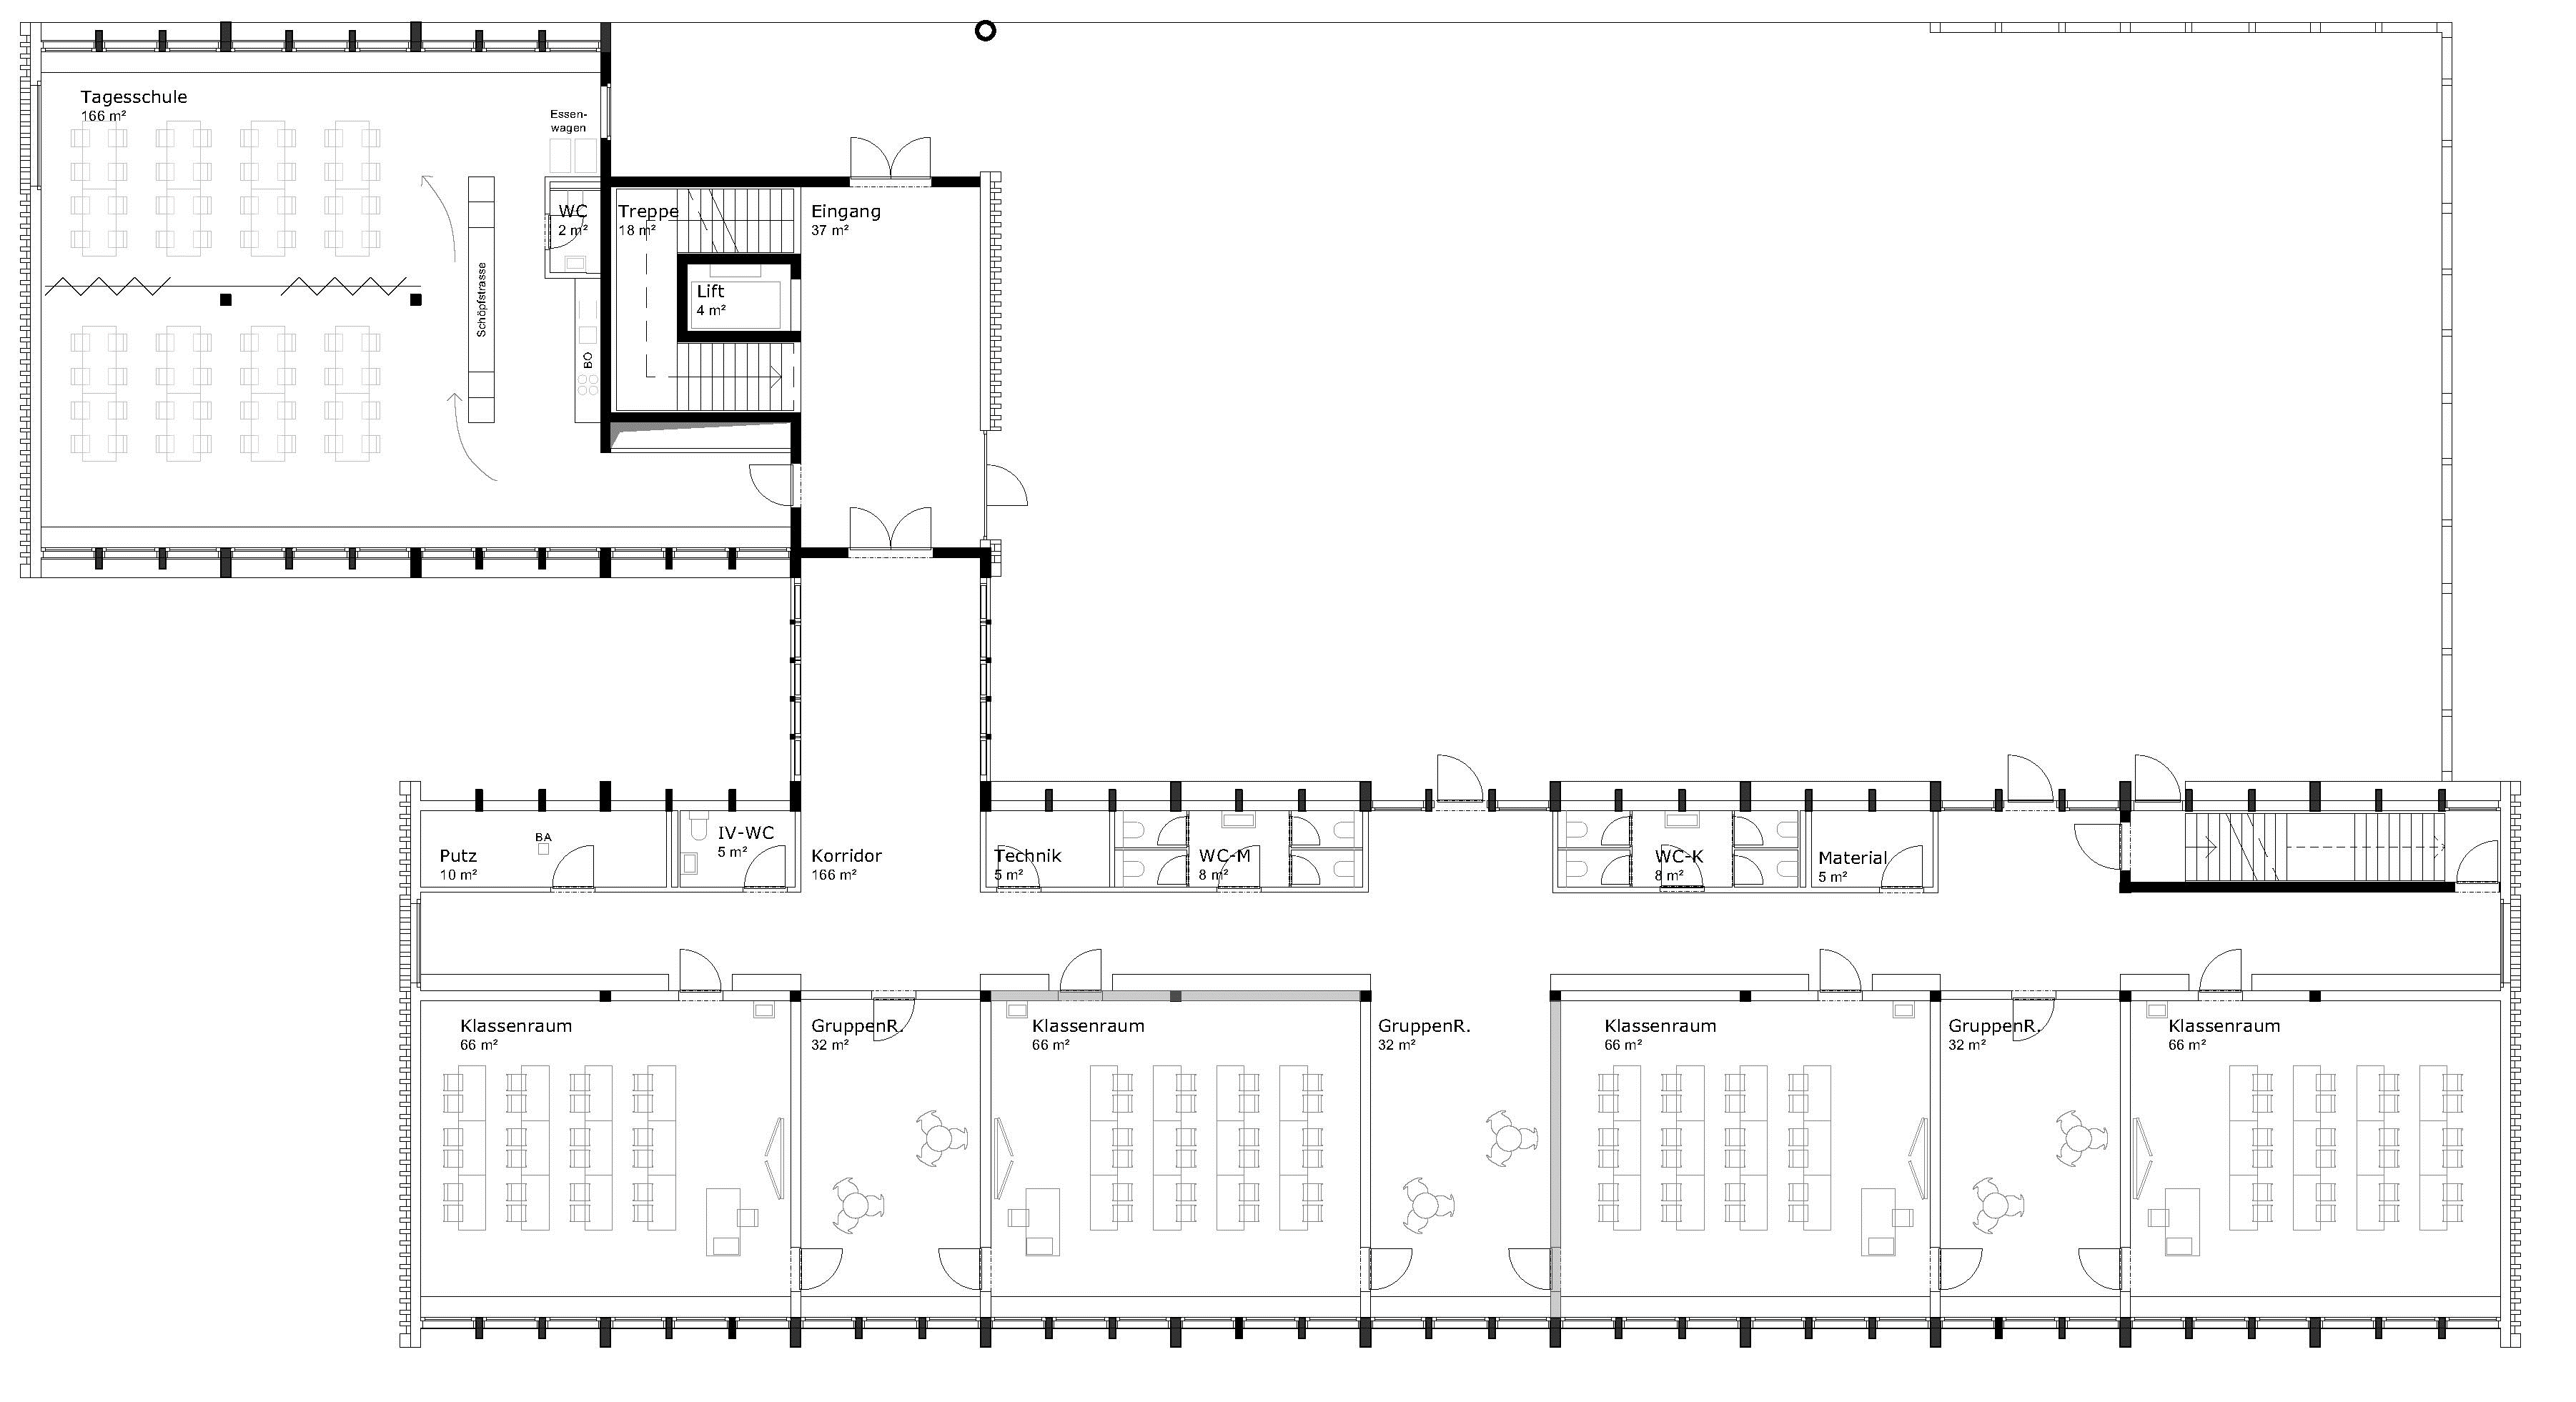 Tagesschule
166 m²
Essen-
wagen
WC
2 m²
Treppe
18 m²
Eingang
37 m²
Lift
4 m²
Schöpfstrasse
BO
IV-WC
5 m²
BA
Putz
10 m²
Korridor
166 m²
Technik
5 m²
WC-M
8 m²
WC-K
8 m²
Material
5 m²
Klassenraum
66 m²
GruppenR.
32 m²
Klassenraum
66 m²
GruppenR.
32 m²
Klassenraum
66 m²
GruppenR.
32 m²
Klassenraum
66 m²